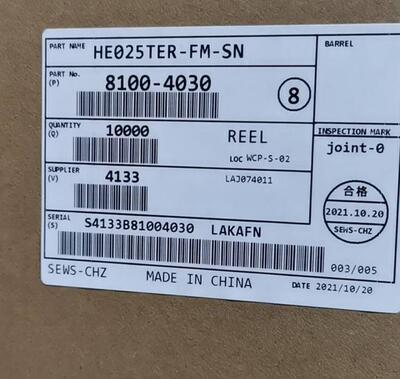 PART NAME HE025TER-FM-SN
BARREL
PART No.
(P) 8100-4030
8
QUANTITY
(Q) 10000 REEL
LOC WCP-S-02
INSPECTION MARK
joint-0
SUPPLIER
(V) 4133 LAJ074011
合格
2021.10.20
SEWS-CHZ
SERIAL
(S) S4133B81004030 LAKAFN
003/005
SEWS-CHZ MADE IN CHINA DATE 2021/10/20